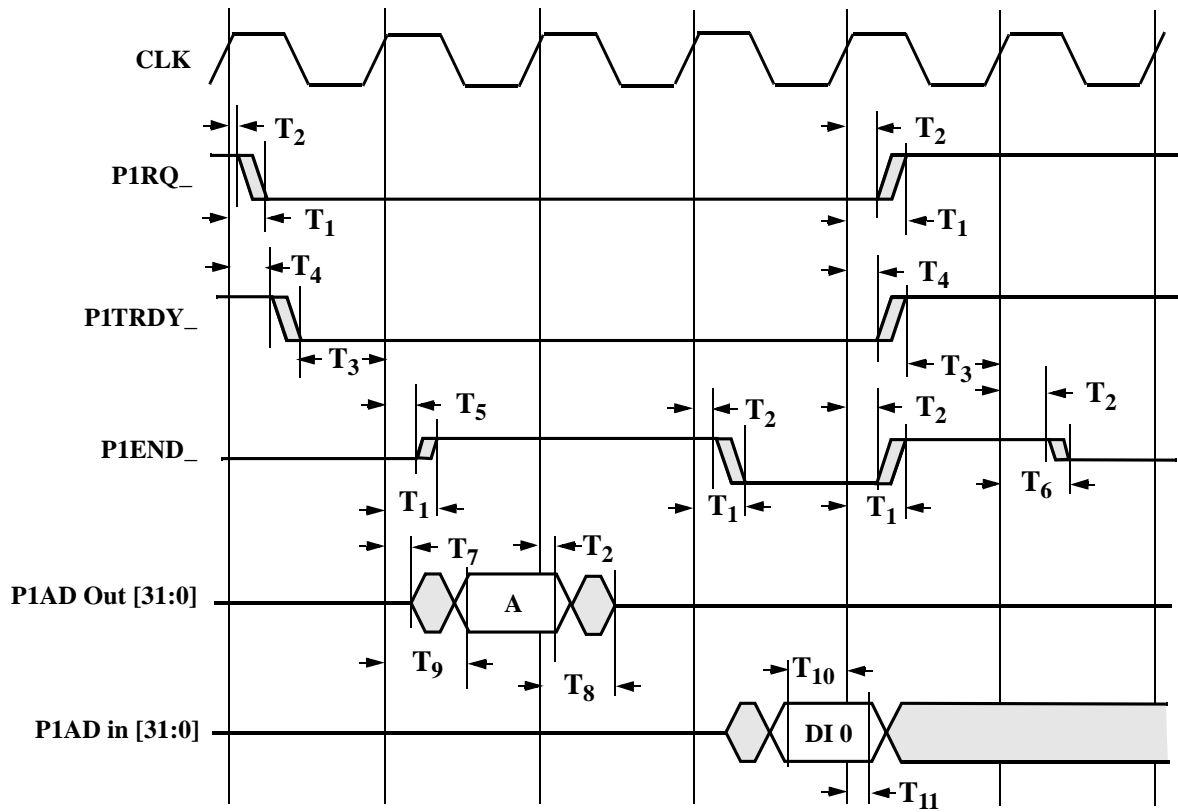 CLK
T2 T2
P1RQ_
T1 T1
T4 T4
P1TRDY_
T3 T3
T5 T2 T2 T2
P1END_
T1 T1 T1 T6
T7 T2
P1AD Out [31:0] A
T9 T8
T10
P1AD in [31:0] DI 0
T11